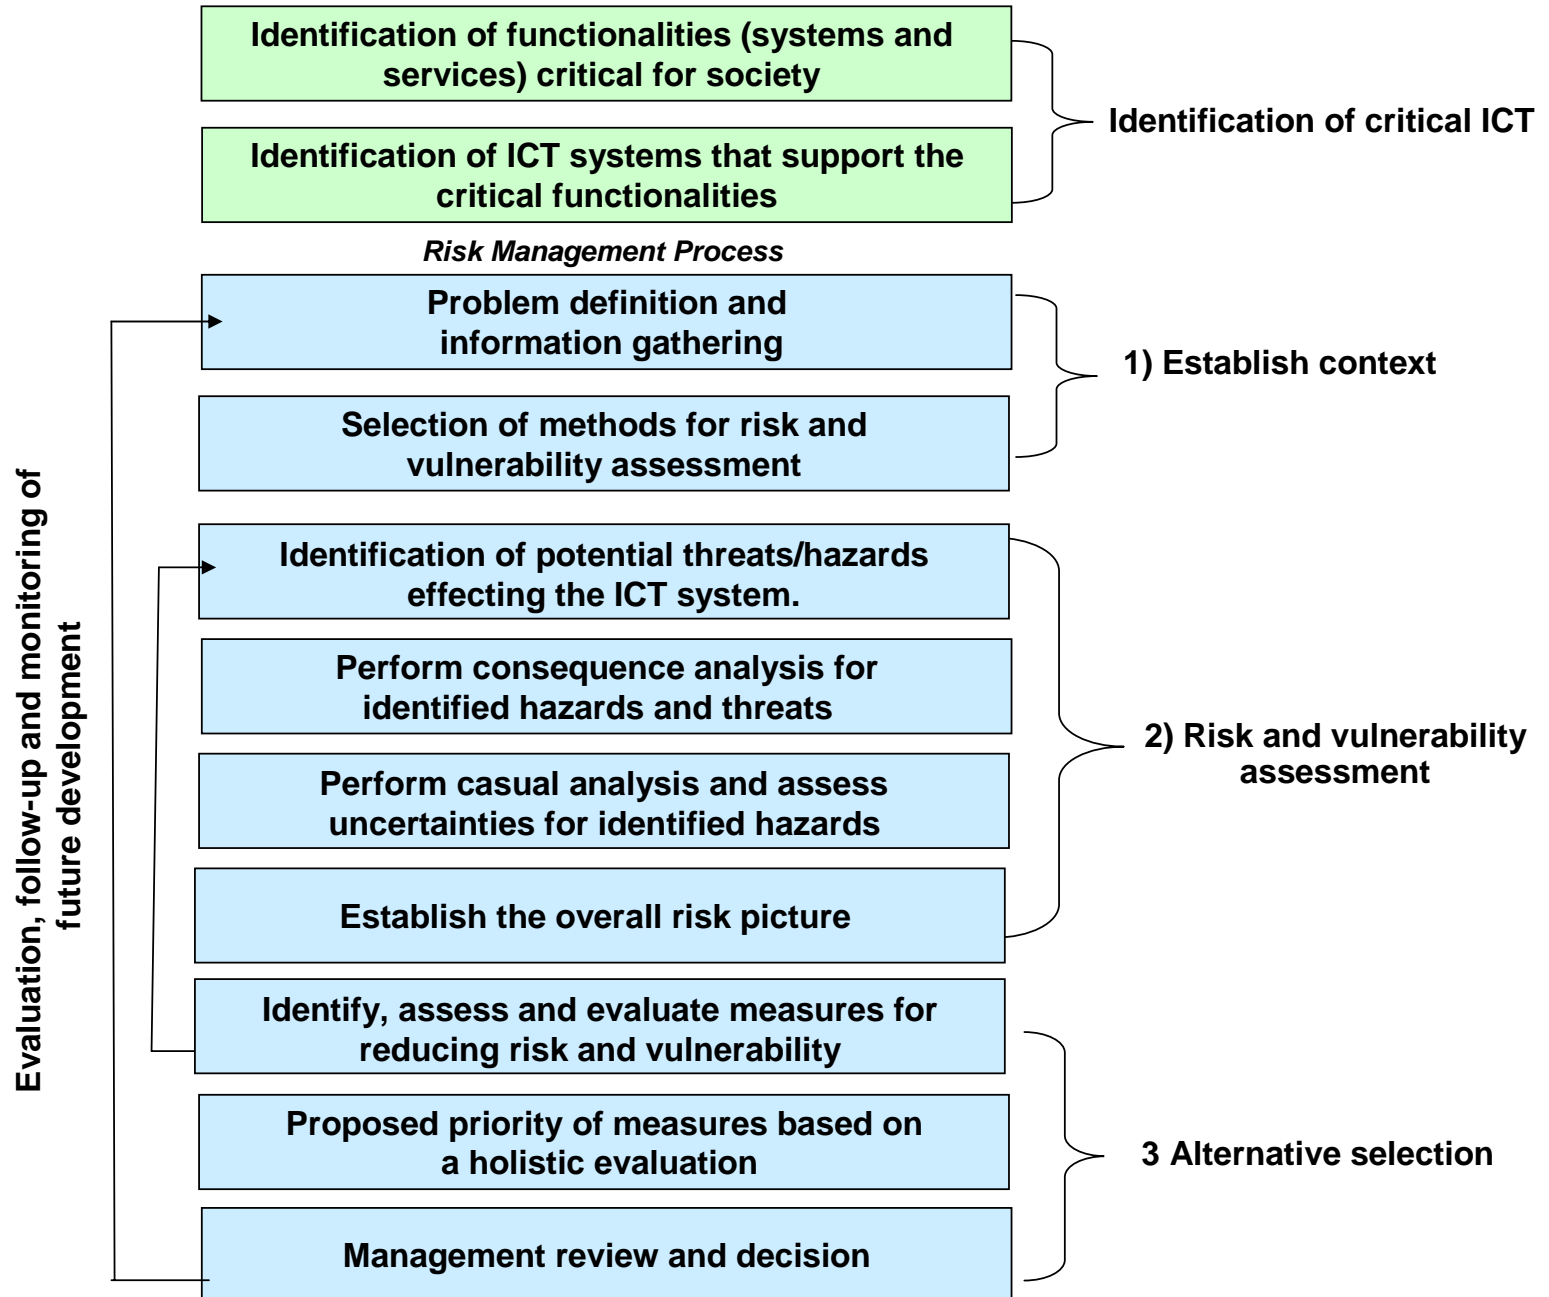 Identification of functionalities (systems and
services) critical for society
Identification of critical ICT
Identification of ICT systems that support the
critical functionalities
Risk Management Process
Problem definition and
information gathering
1) Establish context
Selection of methods for risk and
vulnerability assessment
Evaluation, follow-up and monitoring of
future development
Identification of potential threats/hazards
effecting the ICT system.
Perform consequence analysis for
identified hazards and threats
2) Risk and vulnerability
assessment
Perform casual analysis and assess
uncertainties for identified hazards
Establish the overall risk picture
Identify, assess and evaluate measures for
reducing risk and vulnerability
Proposed priority of measures based on
a holistic evaluation
3 Alternative selection
Management review and decision